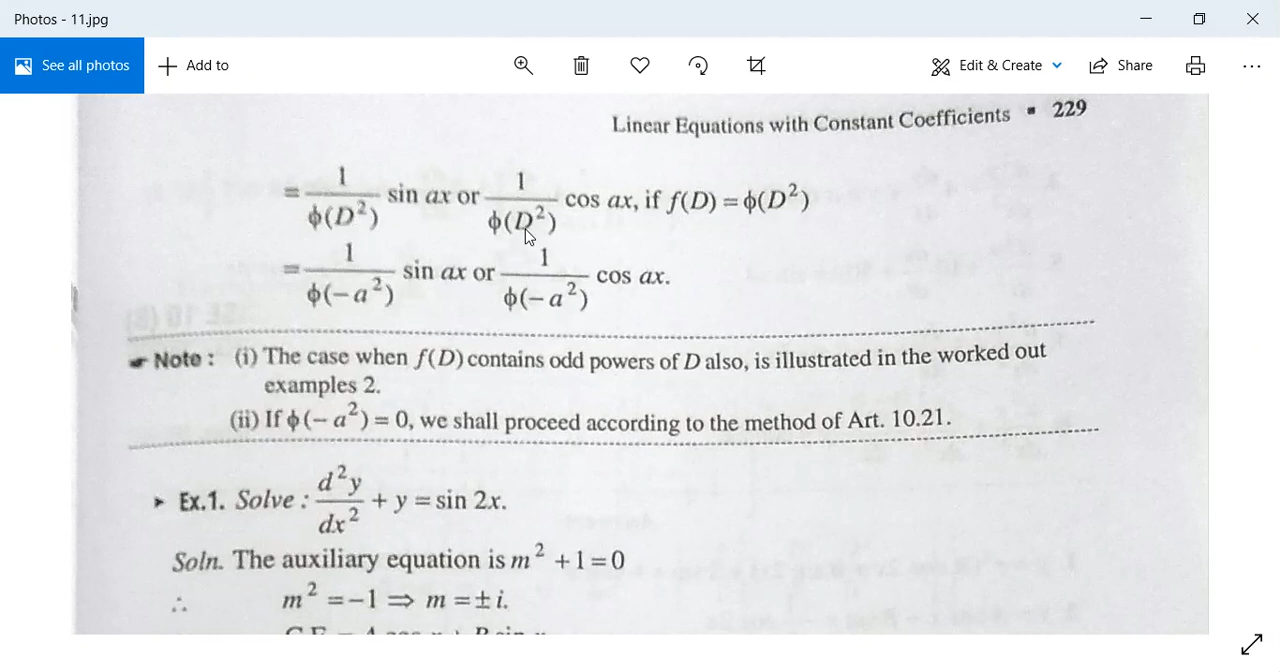 Photos - 11.jpg
See all photos
Add to
Edit & Create
Share
Linear Equations with Constant Coefficients ▪ 229
= 1/φ(D²) sin ax or 1/φ(D²) cos ax, if f(D) = φ(D²)
= 1/φ(−a²) sin ax or 1/φ(−a²) cos ax.
☛ Note : (i) The case when f(D) contains odd powers of D also, is illustrated in the worked out
examples 2.
(ii) If φ(−a²) = 0, we shall proceed according to the method of Art. 10.21.
➤ Ex.1. Solve : d²y/dx² + y = sin 2x.
Soln. The auxiliary equation is m² + 1 = 0
∴ m² = −1 ⇒ m = ± i.